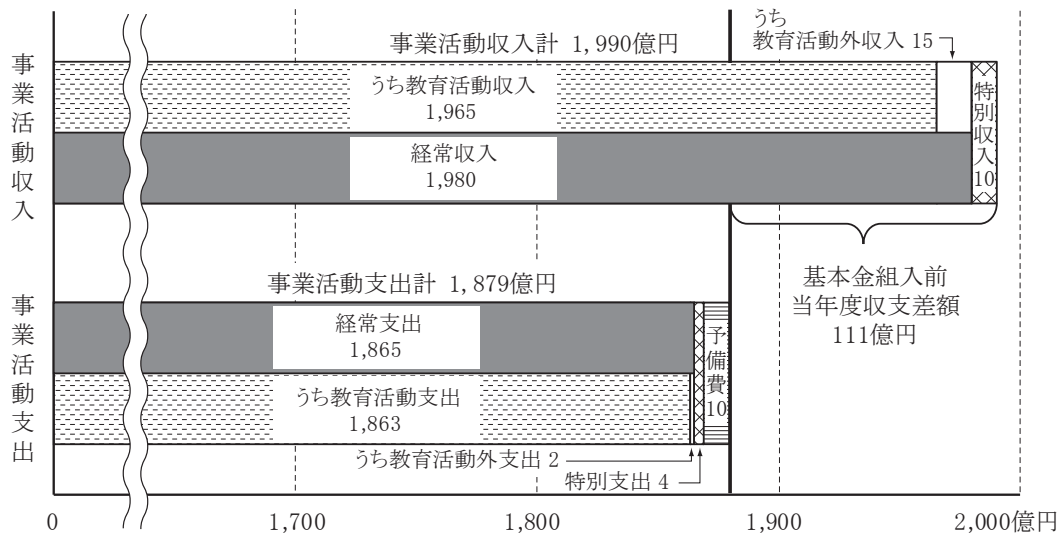 うち
教育活動外収入 15
事業活動収入計 1,990億円
事業活動収入
うち教育活動収入
1,965
特別収入10
経常収入
1,980
事業活動支出計 1,879億円
基本金組入前
当年度収支差額
111億円
事業活動支出
経常支出
1,865
予備費10
うち教育活動支出
1,863
うち教育活動外支出 2
特別支出 4
0
1,700
1,800
1,900
2,000億円